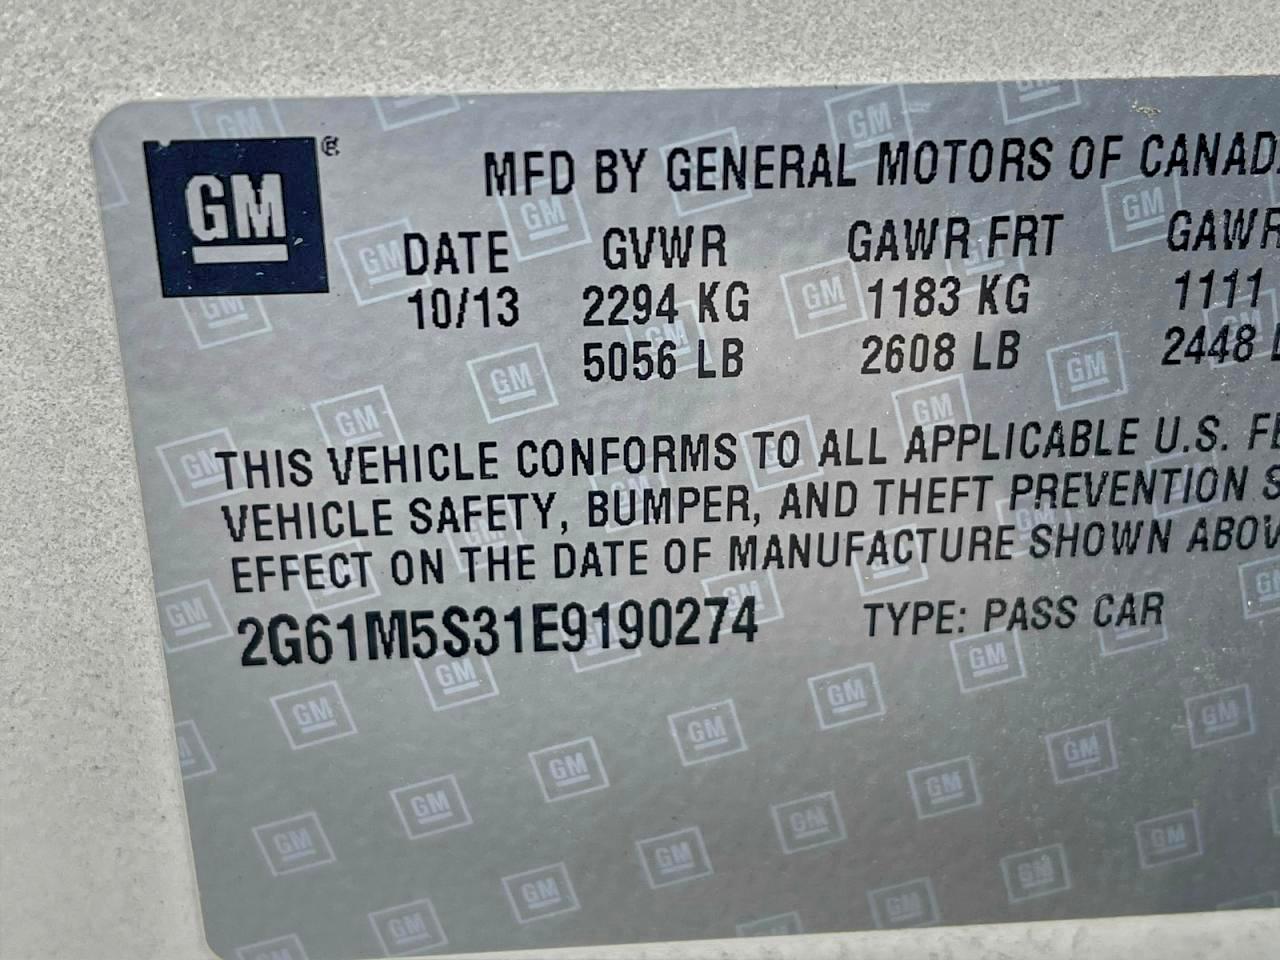 GM ®
MFD BY GENERAL MOTORS OF CANAD
DATE GVWR GAWR FRT GAWR
10/13 2294 KG 1183 KG 1111
5056 LB 2608 LB 2448 L
THIS VEHICLE CONFORMS TO ALL APPLICABLE U.S. FE
VEHICLE SAFETY, BUMPER, AND THEFT PREVENTION S
EFFECT ON THE DATE OF MANUFACTURE SHOWN ABOV
2G61M5S31E9190274 TYPE: PASS CAR